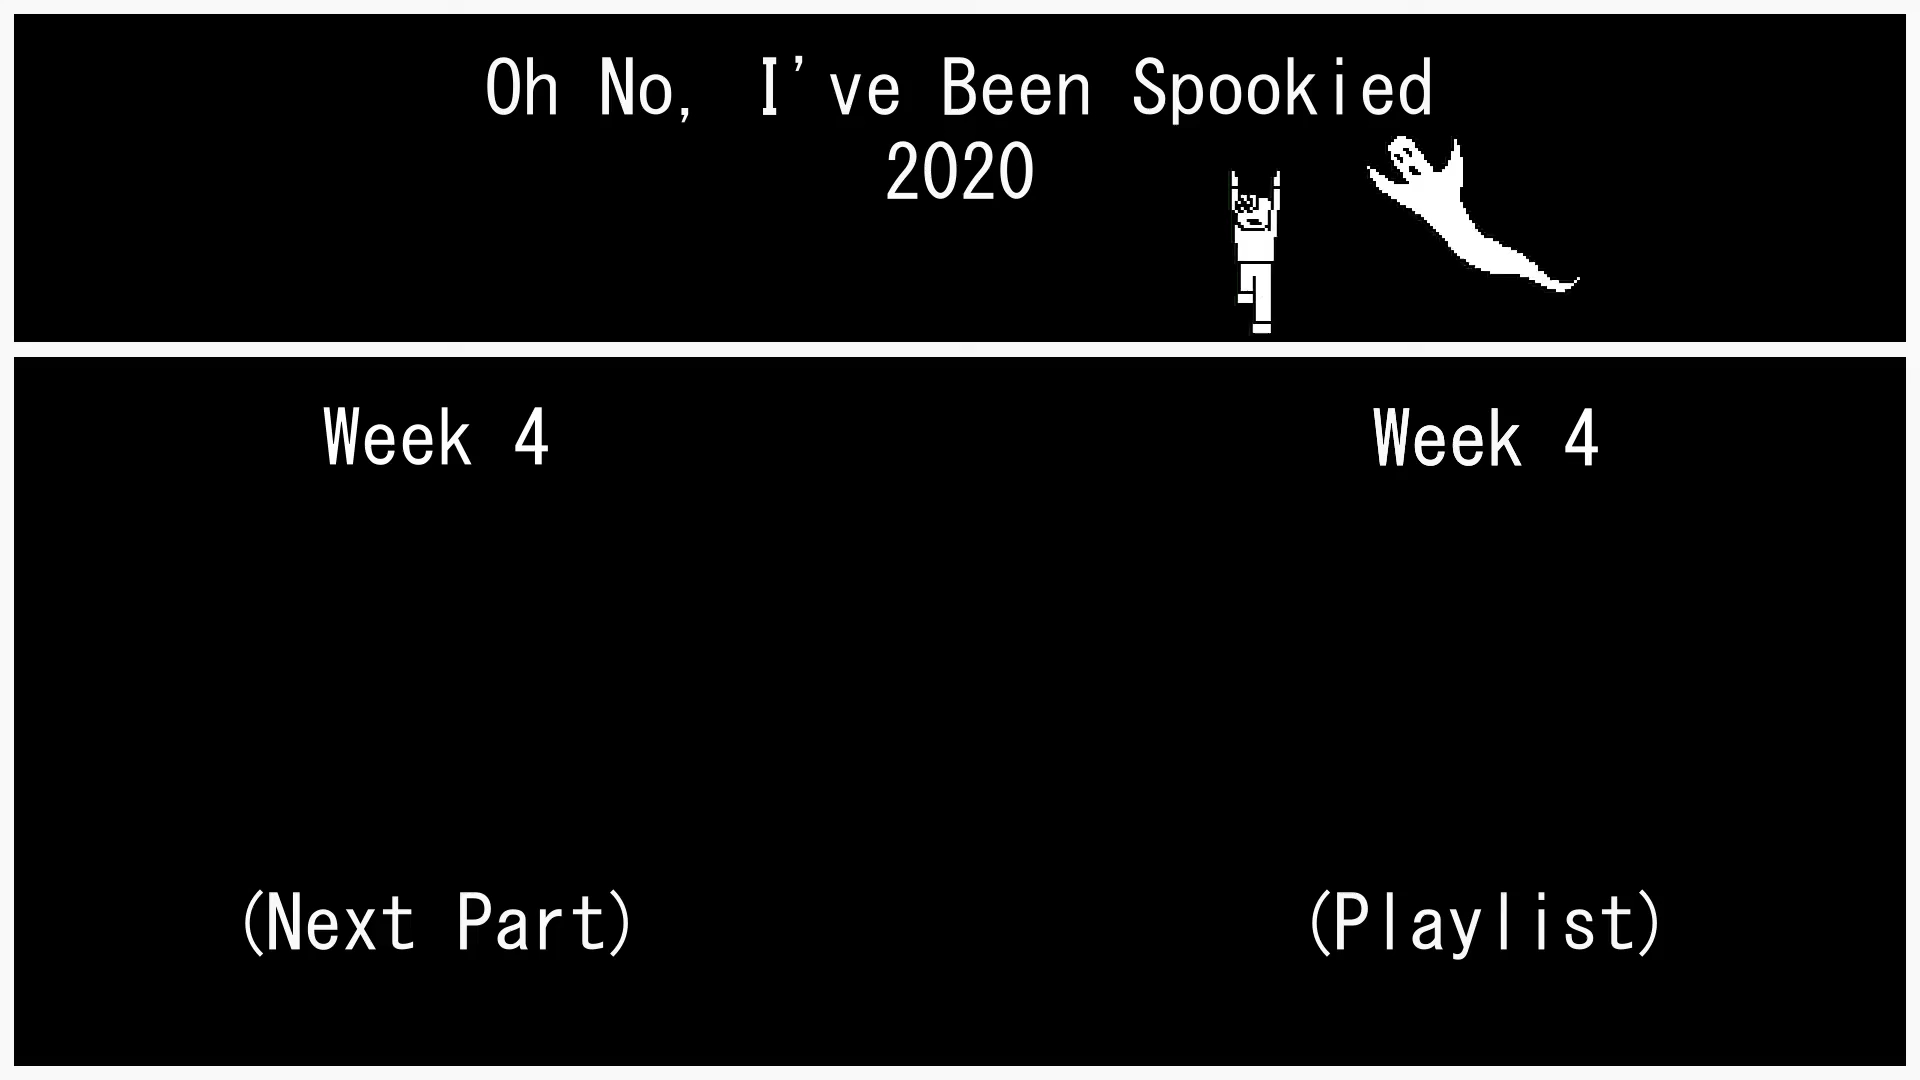 Oh No, I've Been Spookied
2020
Week 4
Week 4
(Next Part)
(Playlist)